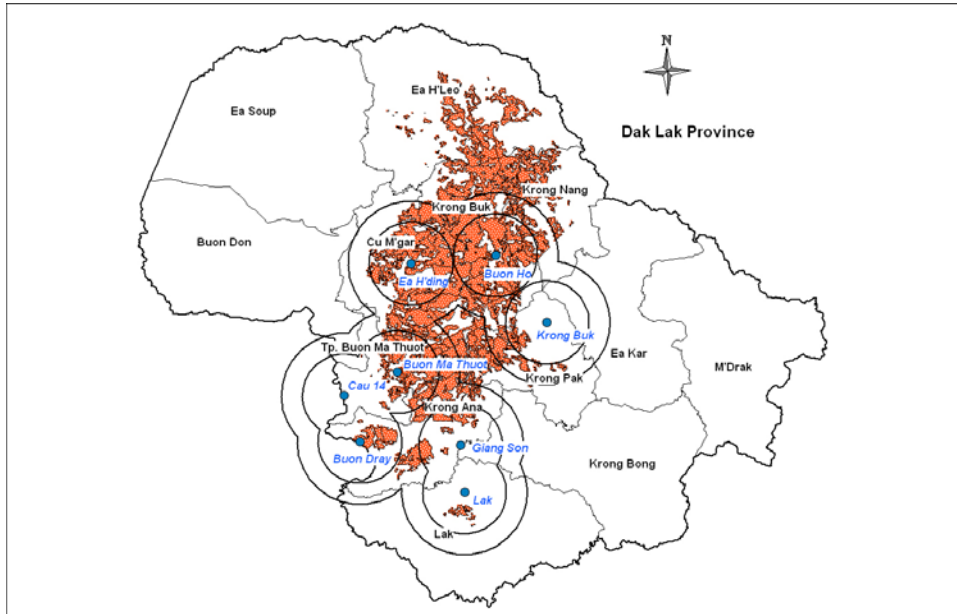 N
Ea H'Leo
Ea Soup
Dak Lak Province
Krong Nang
Krong Buk
Buon Don
Cu M'gar
Buon Ho
Ea H'ding
Krong Buk
Tp. Buon Ma Thuot
Ea Kar
Buon Ma Thuot
M'Drak
Krong Pak
Cau 14
Krong Ana
Giang Son
Buon Dray
Krong Bong
Lak
Lak